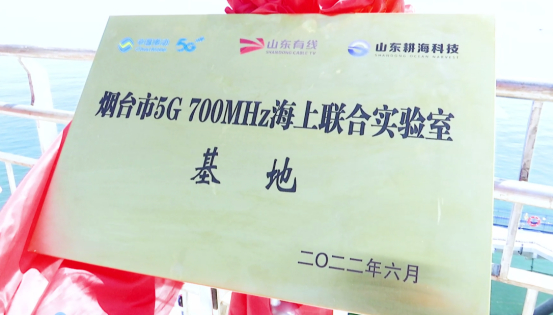 中国移动 5G 山东有线 山东耕海科技
烟台市5G 700MHz海上联合实验室
基地
二〇二二年六月